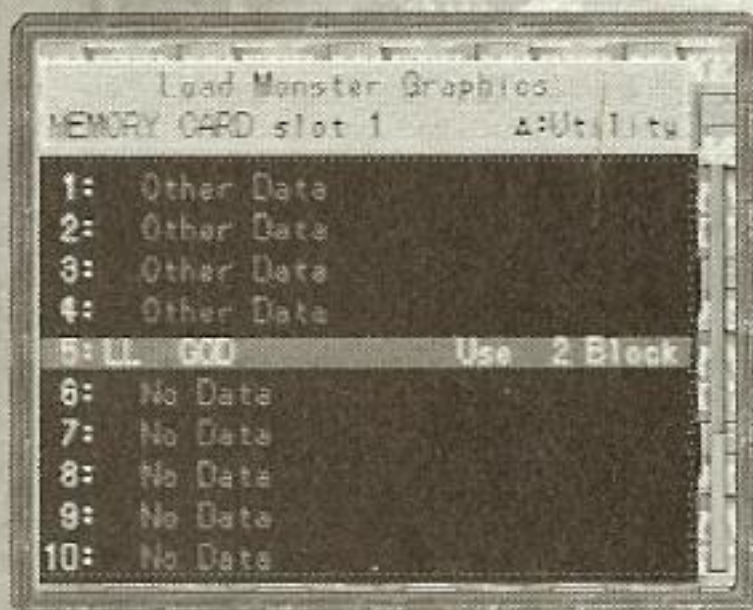 Load Monster Graphics
MEMORY CARD slot 1 △:Utility
1: Other Data
2: Other Data
3: Other Data
4: Other Data
5: LL GOD Use 2 Block
6: No Data
7: No Data
8: No Data
9: No Data
10: No Data